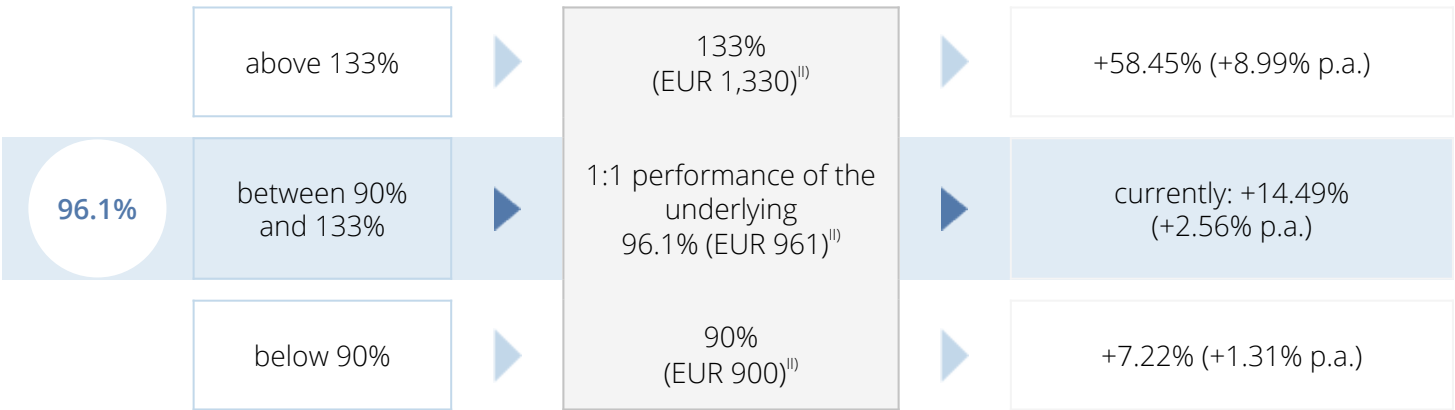 above 133%
133%
(EUR 1,330)II)
+58.45% (+8.99% p.a.)
96.1%
between 90%
and 133%
1:1 performance of the
underlying
96.1% (EUR 961)II)
currently: +14.49%
(+2.56% p.a.)
below 90%
90%
(EUR 900)II)
+7.22% (+1.31% p.a.)